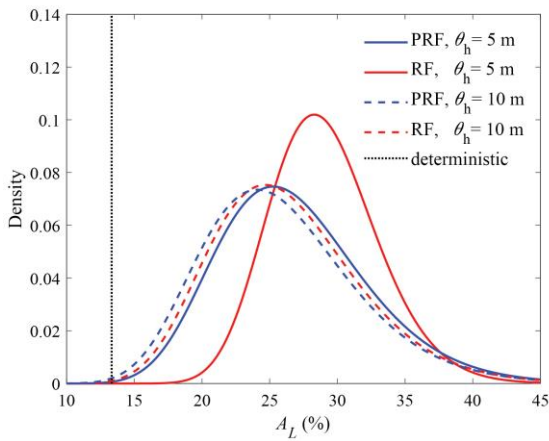 0.14
0.12
0.1
0.08
0.06
0.04
0.02
0
Density
PRF, θh = 5 m
RF, θh = 5 m
PRF, θh = 10 m
RF, θh = 10 m
deterministic
10 15 20 25 30 35 40 45
AL (%)